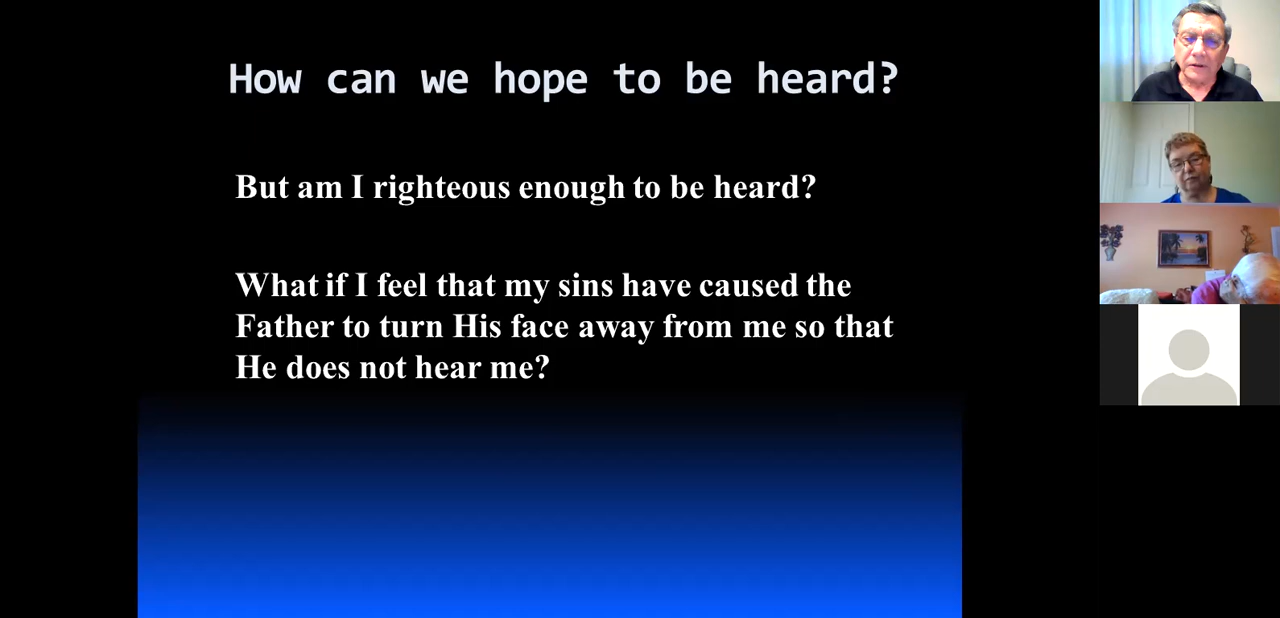 How can we hope to be heard?
But am I righteous enough to be heard?
What if I feel that my sins have caused the
Father to turn His face away from me so that
He does not hear me?